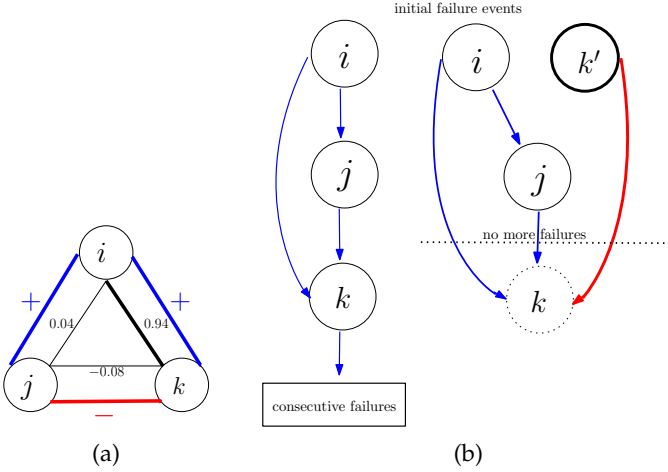 initial failure events
i
i
k′
j
j
no more failures
k
k
consecutive failures
i
+
+
0.04
0.94
−0.08
j
k
−
(a)
(b)